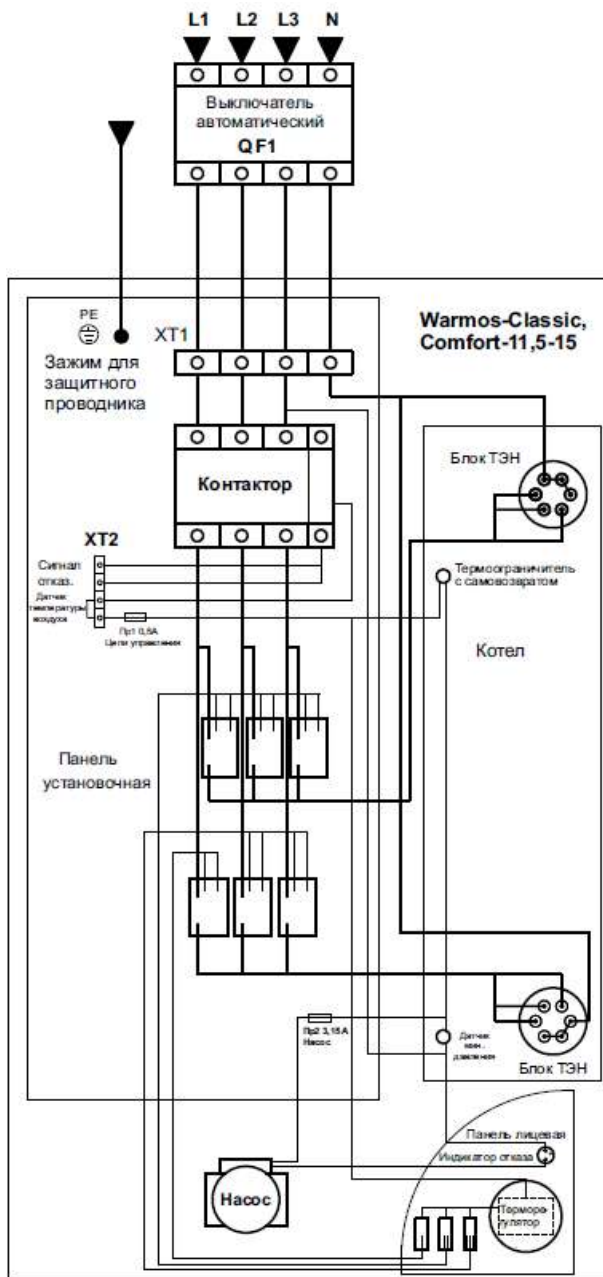 L1 L2 L3 N
Выключатель
автоматический
QF1
PE
XT1
Зажим для
защитного
проводника
Warmos-Classic,
Comfort-11,5-15
Блок ТЭН
Контактор
XT2
Сигнал
отказ.
Датчик
температуры
воздуха
Пр1 0,5А
Цепи управления
Термоограничитель
с самовозвратом
Котел
Панель
установочная
Пр2 3,15А
Насос
Датчик
мин.
давления
Блок ТЭН
Панель лицевая
Индикатор отказа
Насос
Терморе-
гулятор